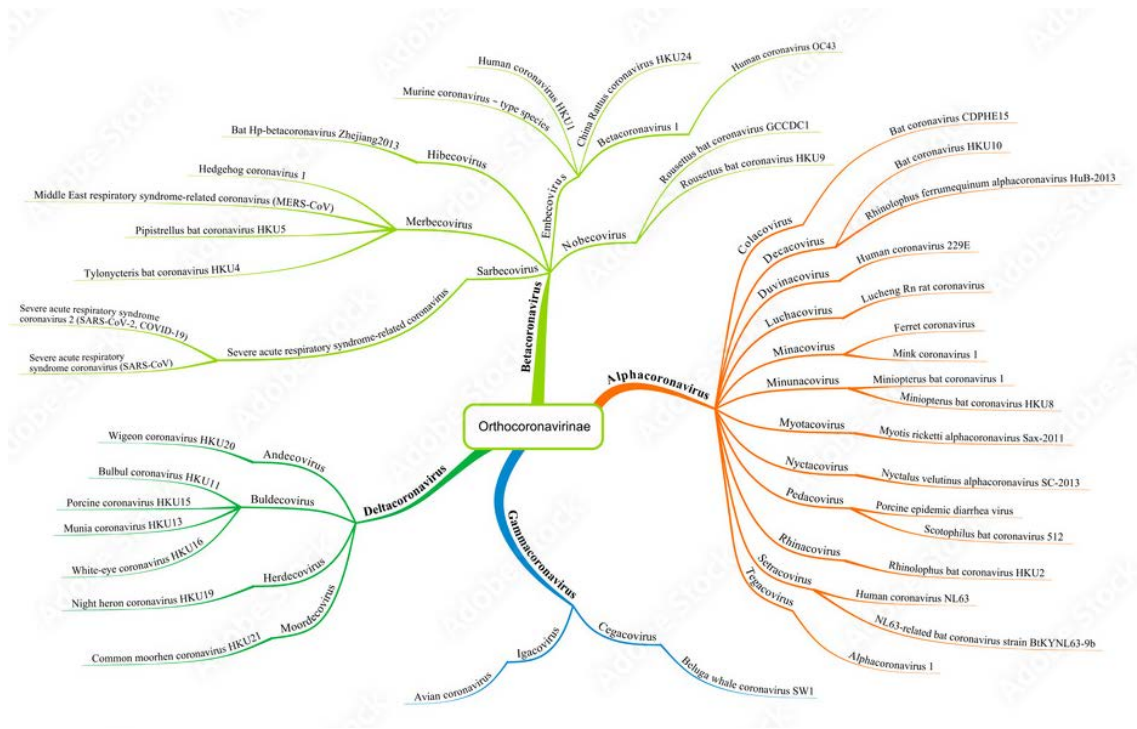 Orthocoronavirinae
Betacoronavirus
Embecovirus
Murine coronavirus - type species
Human coronavirus HKU1
China Rattus coronavirus HKU24
Betacoronavirus 1
Human coronavirus OC43
Nobecovirus
Rousettus bat coronavirus GCCDC1
Rousettus bat coronavirus HKU9
Hibecovirus
Bat Hp-betacoronavirus Zhejiang2013
Merbecovirus
Hedgehog coronavirus 1
Middle East respiratory syndrome-related coronavirus (MERS-CoV)
Pipistrellus bat coronavirus HKU5
Tylonycteris bat coronavirus HKU4
Sarbecovirus
Severe acute respiratory syndrome-related coronavirus
Severe acute respiratory syndrome
coronavirus 2 (SARS-CoV-2, COVID-19)
Severe acute respiratory
syndrome coronavirus (SARS-CoV)
Alphacoronavirus
Colacovirus
Bat coronavirus CDPHE15
Decacovirus
Bat coronavirus HKU10
Rhinolophus ferrumequinum alphacoronavirus HuB-2013
Duvinacovirus
Human coronavirus 229E
Luchacovirus
Lucheng Rn rat coronavirus
Minacovirus
Ferret coronavirus
Mink coronavirus 1
Minunacovirus
Miniopterus bat coronavirus 1
Miniopterus bat coronavirus HKU8
Myotacovirus
Myotis ricketti alphacoronavirus Sax-2011
Nyctacovirus
Nyctalus velutinus alphacoronavirus SC-2013
Pedacovirus
Porcine epidemic diarrhea virus
Scotophilus bat coronavirus 512
Rhinacovirus
Rhinolophus bat coronavirus HKU2
Setracovirus
Human coronavirus NL63
NL63-related bat coronavirus strain BtKYNL63-9b
Tegacovirus
Alphacoronavirus 1
Gammacoronavirus
Cegacovirus
Beluga whale coronavirus SW1
Igacovirus
Avian coronavirus
Deltacoronavirus
Andecovirus
Wigeon coronavirus HKU20
Buldecovirus
Bulbul coronavirus HKU11
Porcine coronavirus HKU15
Munia coronavirus HKU13
White-eye coronavirus HKU16
Herdecovirus
Night heron coronavirus HKU19
Moordecovirus
Common moorhen coronavirus HKU21
Adobe Stock